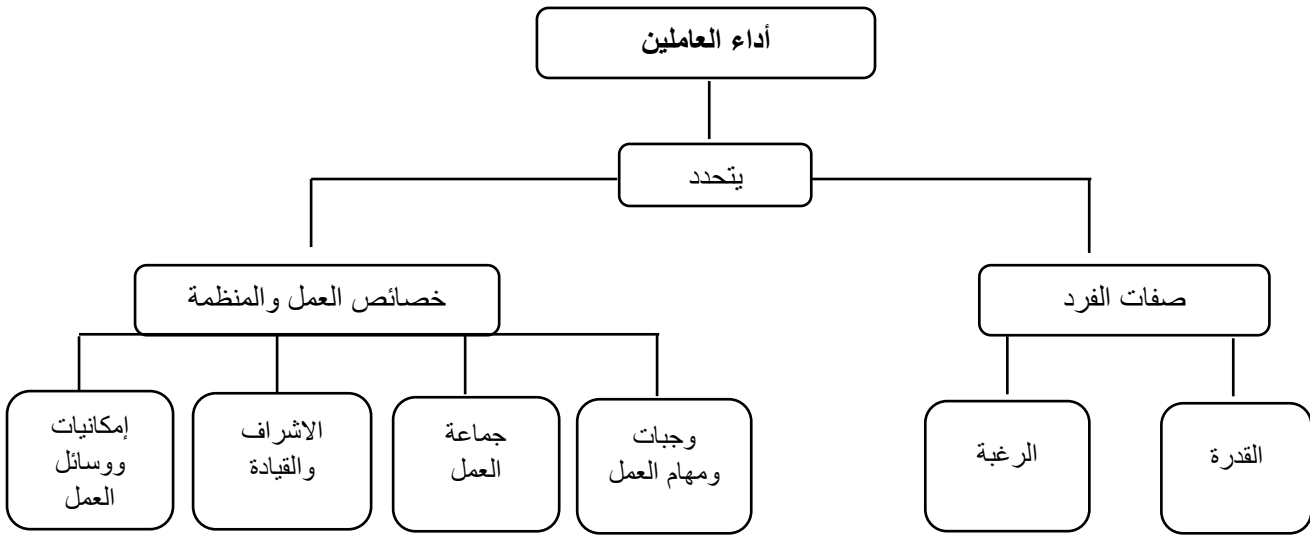 أداء العاملين
يتحدد
صفات الفرد
خصائص العمل والمنظمة
القدرة
الرغبة
وجبات
ومهام العمل
جماعة
العمل
الاشراف
والقيادة
إمكانيات
ووسائل
العمل